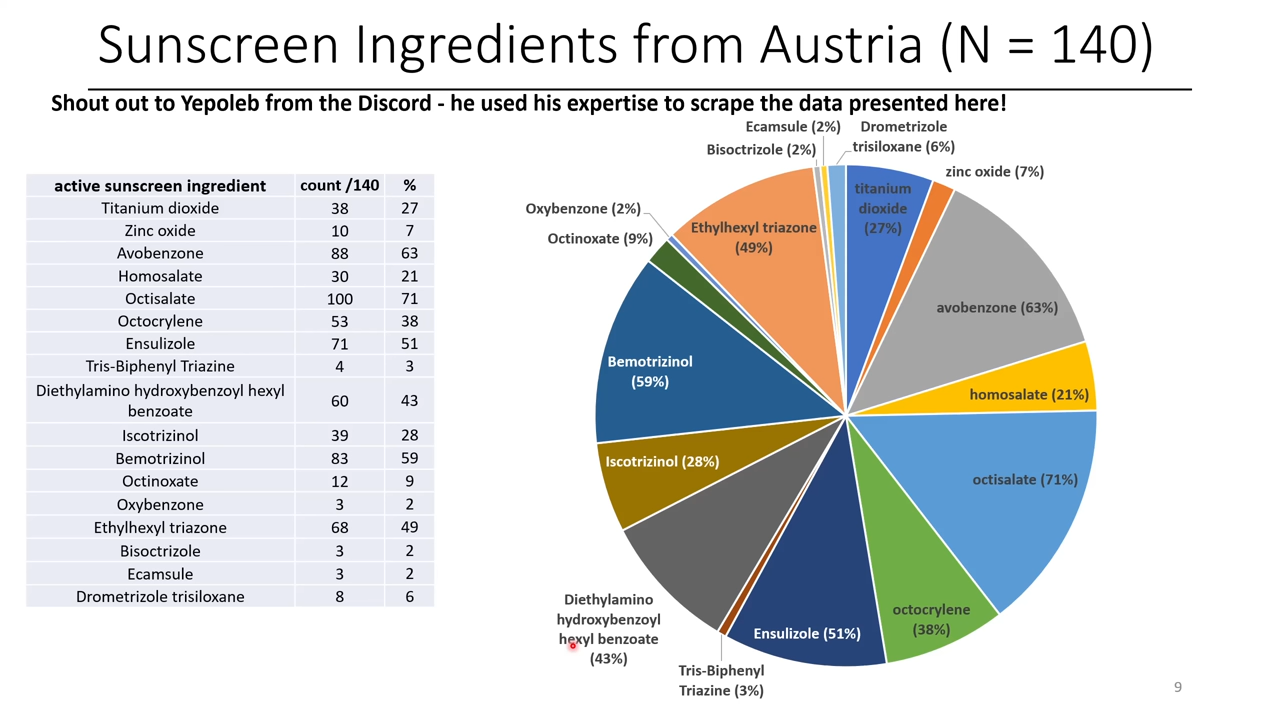 Sunscreen Ingredients from Austria (N = 140)
Shout out to Yepoleb from the Discord - he used his expertise to scrape the data presented here!
active sunscreen ingredient count /140 %
Titanium dioxide 38 27
Zinc oxide 10 7
Avobenzone 88 63
Homosalate 30 21
Octisalate 100 71
Octocrylene 53 38
Ensulizole 71 51
Tris-Biphenyl Triazine 4 3
Diethylamino hydroxybenzoyl hexyl
benzoate 60 43
Iscotrizinol 39 28
Bemotrizinol 83 59
Octinoxate 12 9
Oxybenzone 3 2
Ethylhexyl triazone 68 49
Bisoctrizole 3 2
Ecamsule 3 2
Drometrizole trisiloxane 8 6
Ecamsule (2%)
Drometrizole
trisiloxane (6%)
Bisoctrizole (2%)
zinc oxide (7%)
titanium
dioxide
(27%)
Oxybenzone (2%)
Octinoxate (9%)
Ethylhexyl triazone
(49%)
avobenzone (63%)
Bemotrizinol
(59%)
homosalate (21%)
Iscotrizinol (28%)
octisalate (71%)
Diethylamino
hydroxybenzoyl
hexyl benzoate
(43%)
octocrylene
(38%)
Ensulizole (51%)
Tris-Biphenyl
Triazine (3%)
9